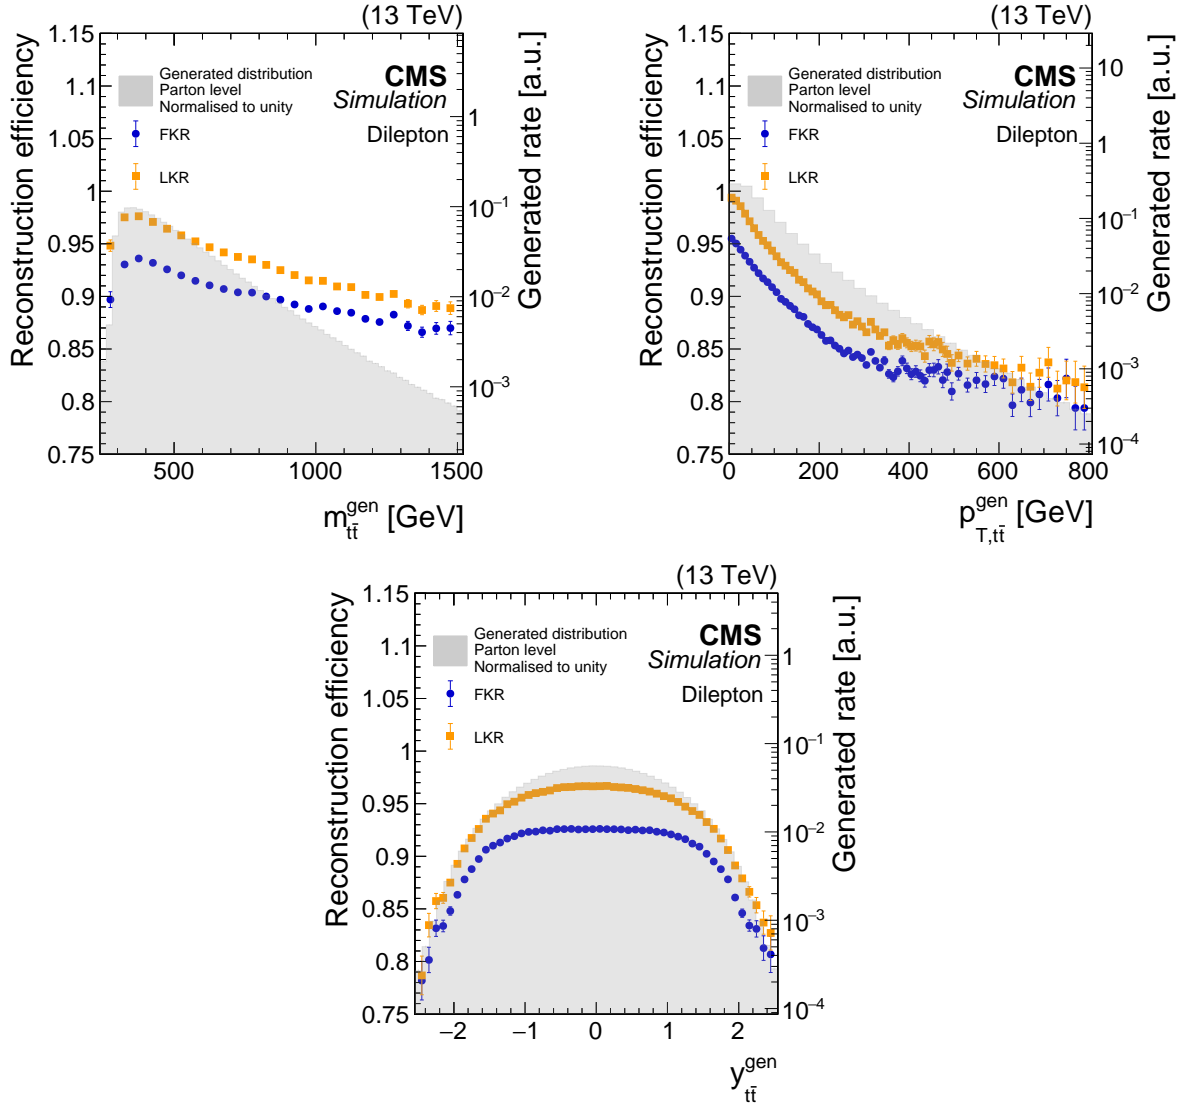 (13 TeV)
Reconstruction efficiency
1.15
1.1
1.05
1
0.95
0.9
0.85
0.8
0.75
Generated distribution
Parton level
Normalised to unity
FKR
LKR
CMS
Simulation
Dilepton
1
10⁻¹
10⁻²
10⁻³
Generated rate [a.u.]
500 1000 1500
m_{tt̄}^{gen} [GeV]
(13 TeV)
Reconstruction efficiency
1.15
1.1
1.05
1
0.95
0.9
0.85
0.8
0.75
Generated distribution
Parton level
Normalised to unity
FKR
LKR
CMS
Simulation
Dilepton
10
1
10⁻¹
10⁻²
10⁻³
10⁻⁴
Generated rate [a.u.]
0 200 400 600 800
p_{T,tt̄}^{gen} [GeV]
(13 TeV)
Reconstruction efficiency
1.15
1.1
1.05
1
0.95
0.9
0.85
0.8
0.75
Generated distribution
Parton level
Normalised to unity
FKR
LKR
CMS
Simulation
Dilepton
1
10⁻¹
10⁻²
10⁻³
10⁻⁴
Generated rate [a.u.]
−2 −1 0 1 2
y_{tt̄}^{gen}